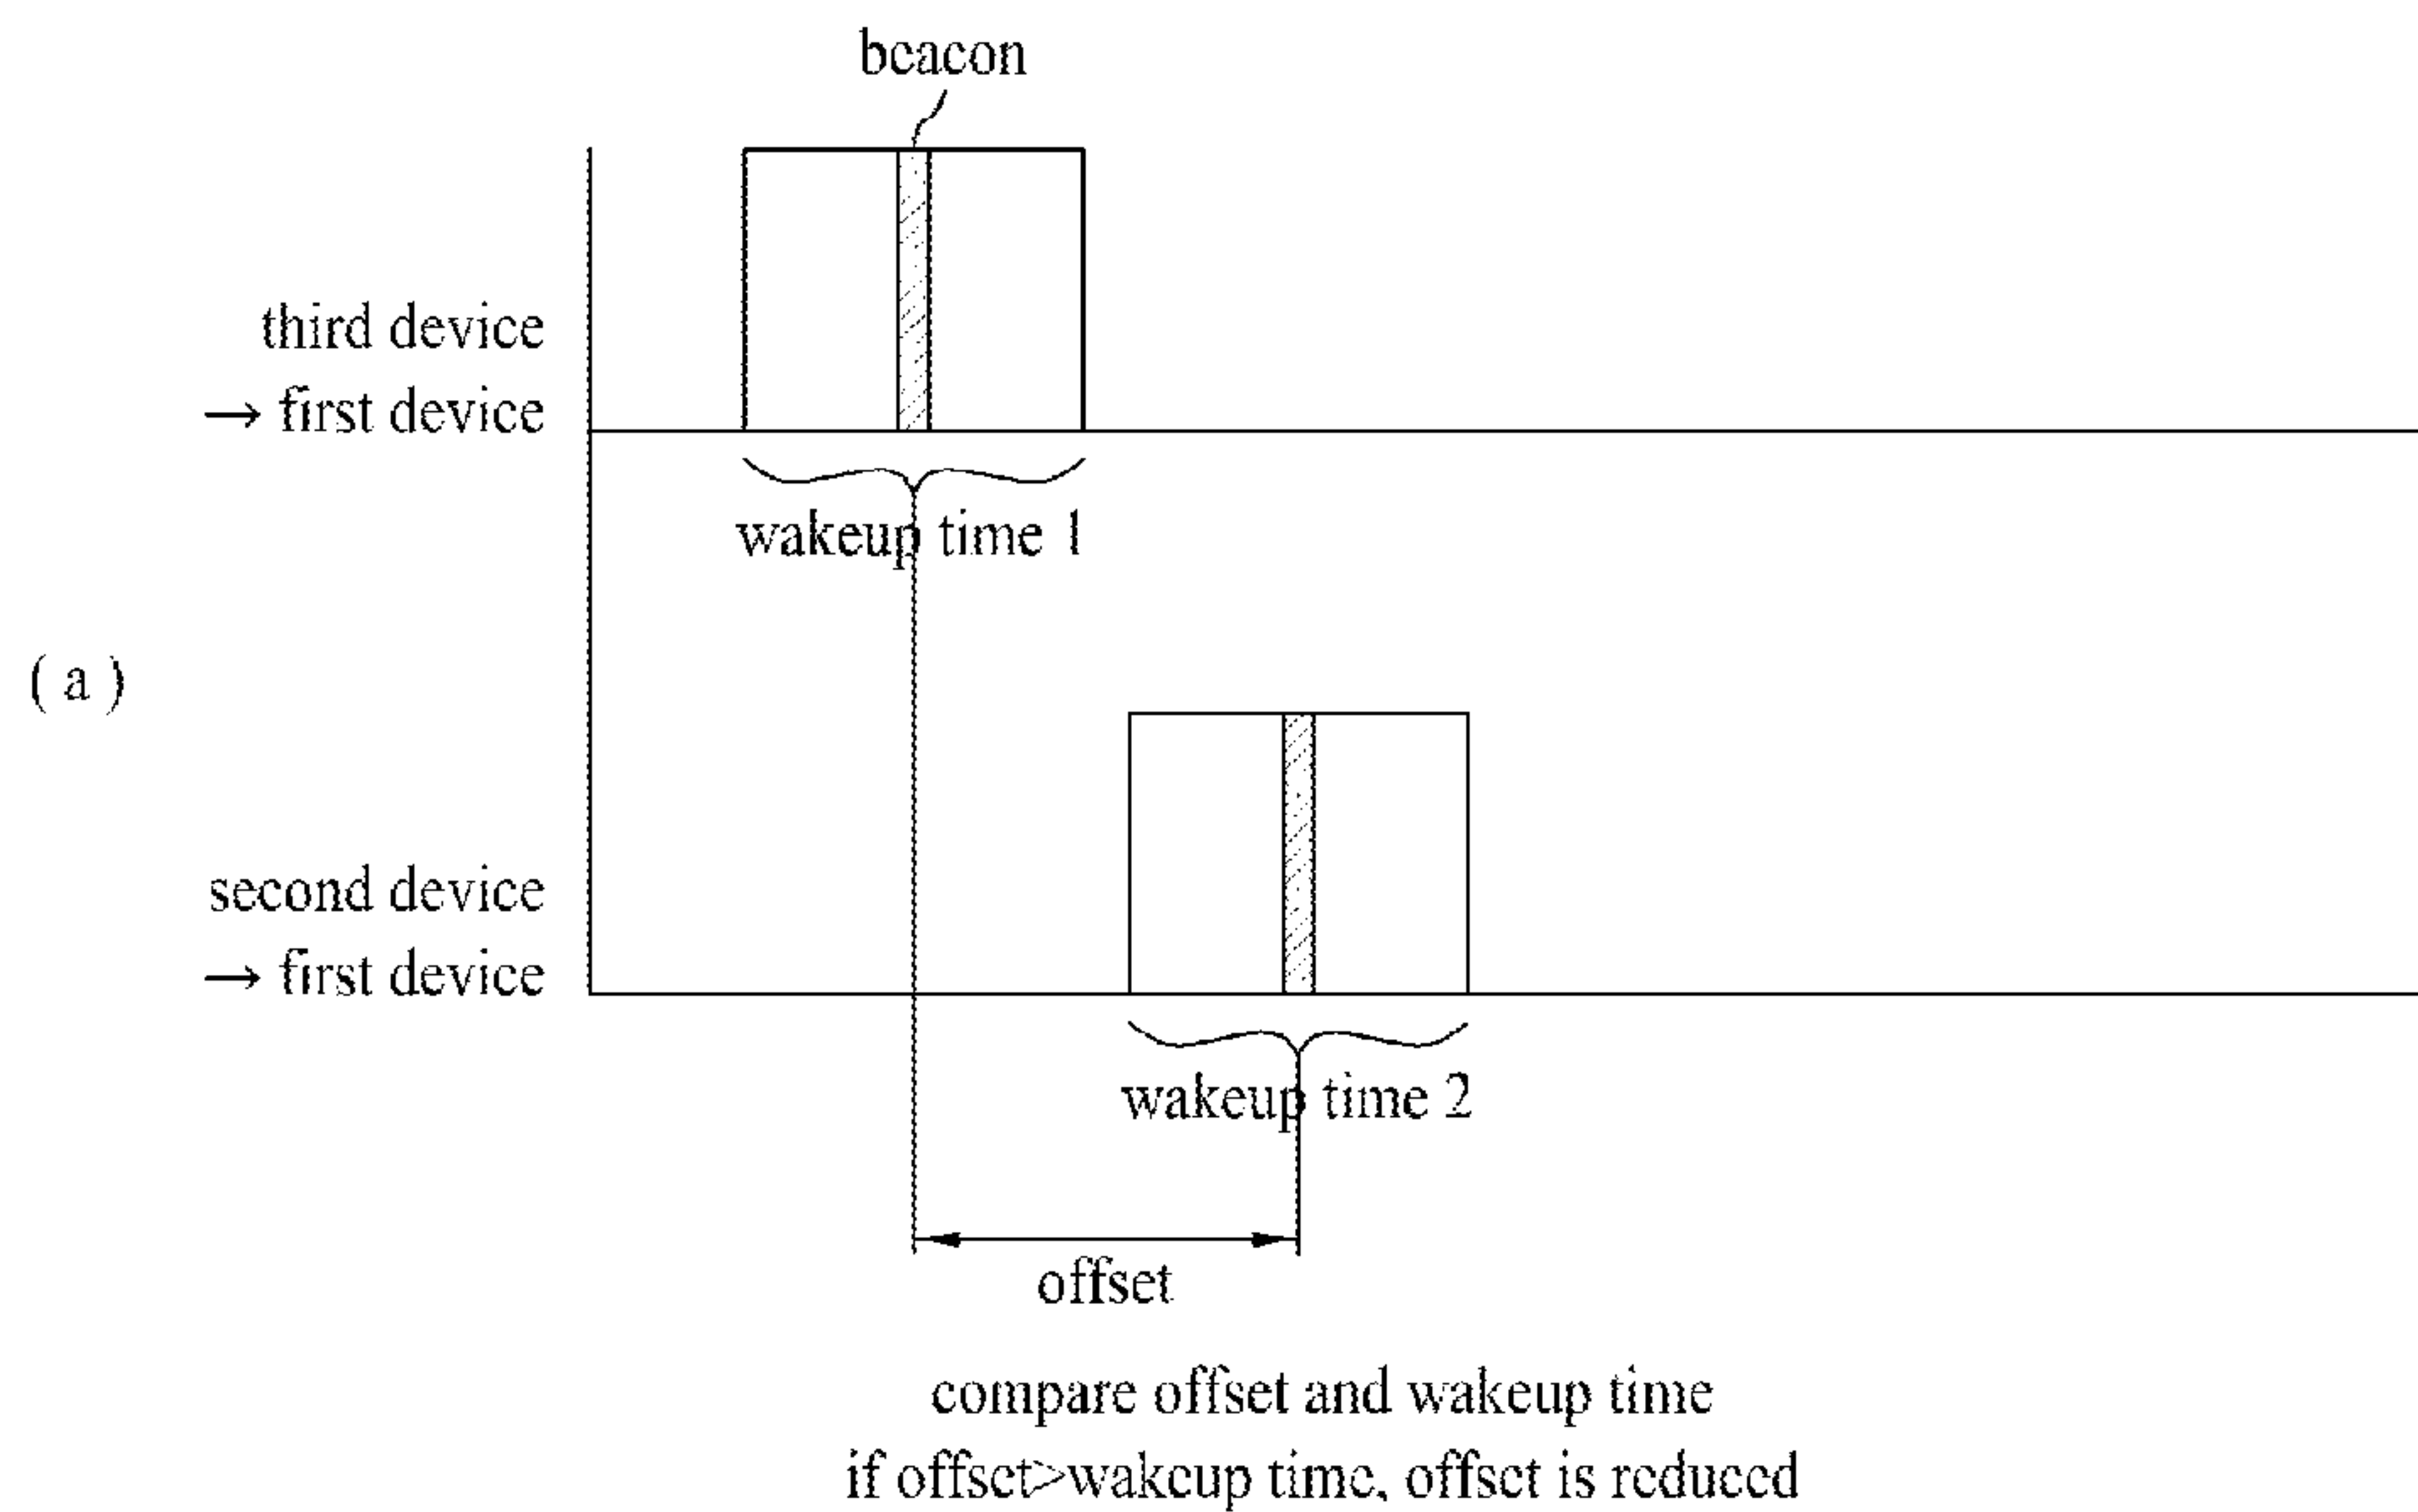 beacon
third device
→ first device
wakeup time 1
( a )
second device
→ first device
wakeup time 2
offset
compare offset and wakeup time
if offset>wakeup time, offset is reduced